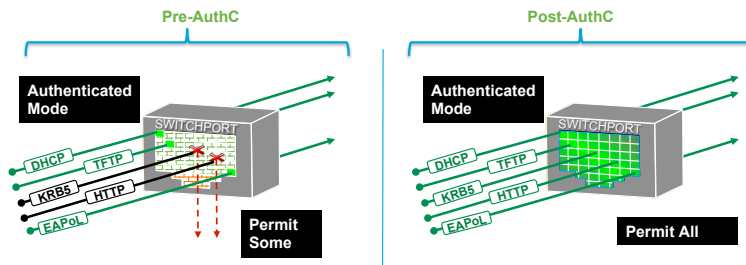 Pre-AuthC
Authenticated
Mode
SWITCHPORT
DHCP
TFTP
KRB5
HTTP
EAPoL
Permit
Some
Post-AuthC
Authenticated
Mode
SWITCHPORT
DHCP
TFTP
KRB5
HTTP
EAPoL
Permit All